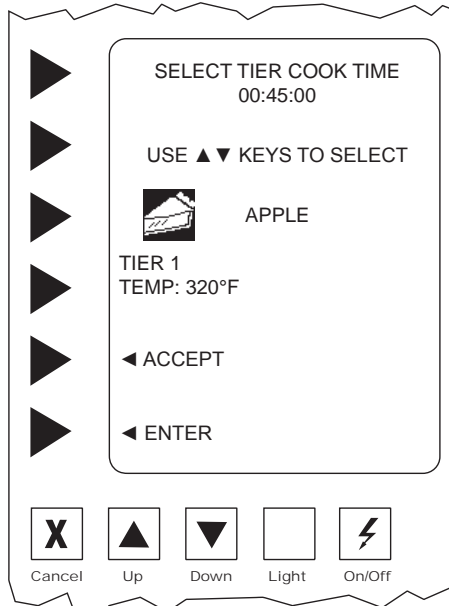 SELECT TIER COOK TIME
00:45:00
USE ▲▼ KEYS TO SELECT
APPLE
TIER 1
TEMP: 320°F
◄ ACCEPT
◄ ENTER
X
Cancel Up Down Light On/Off